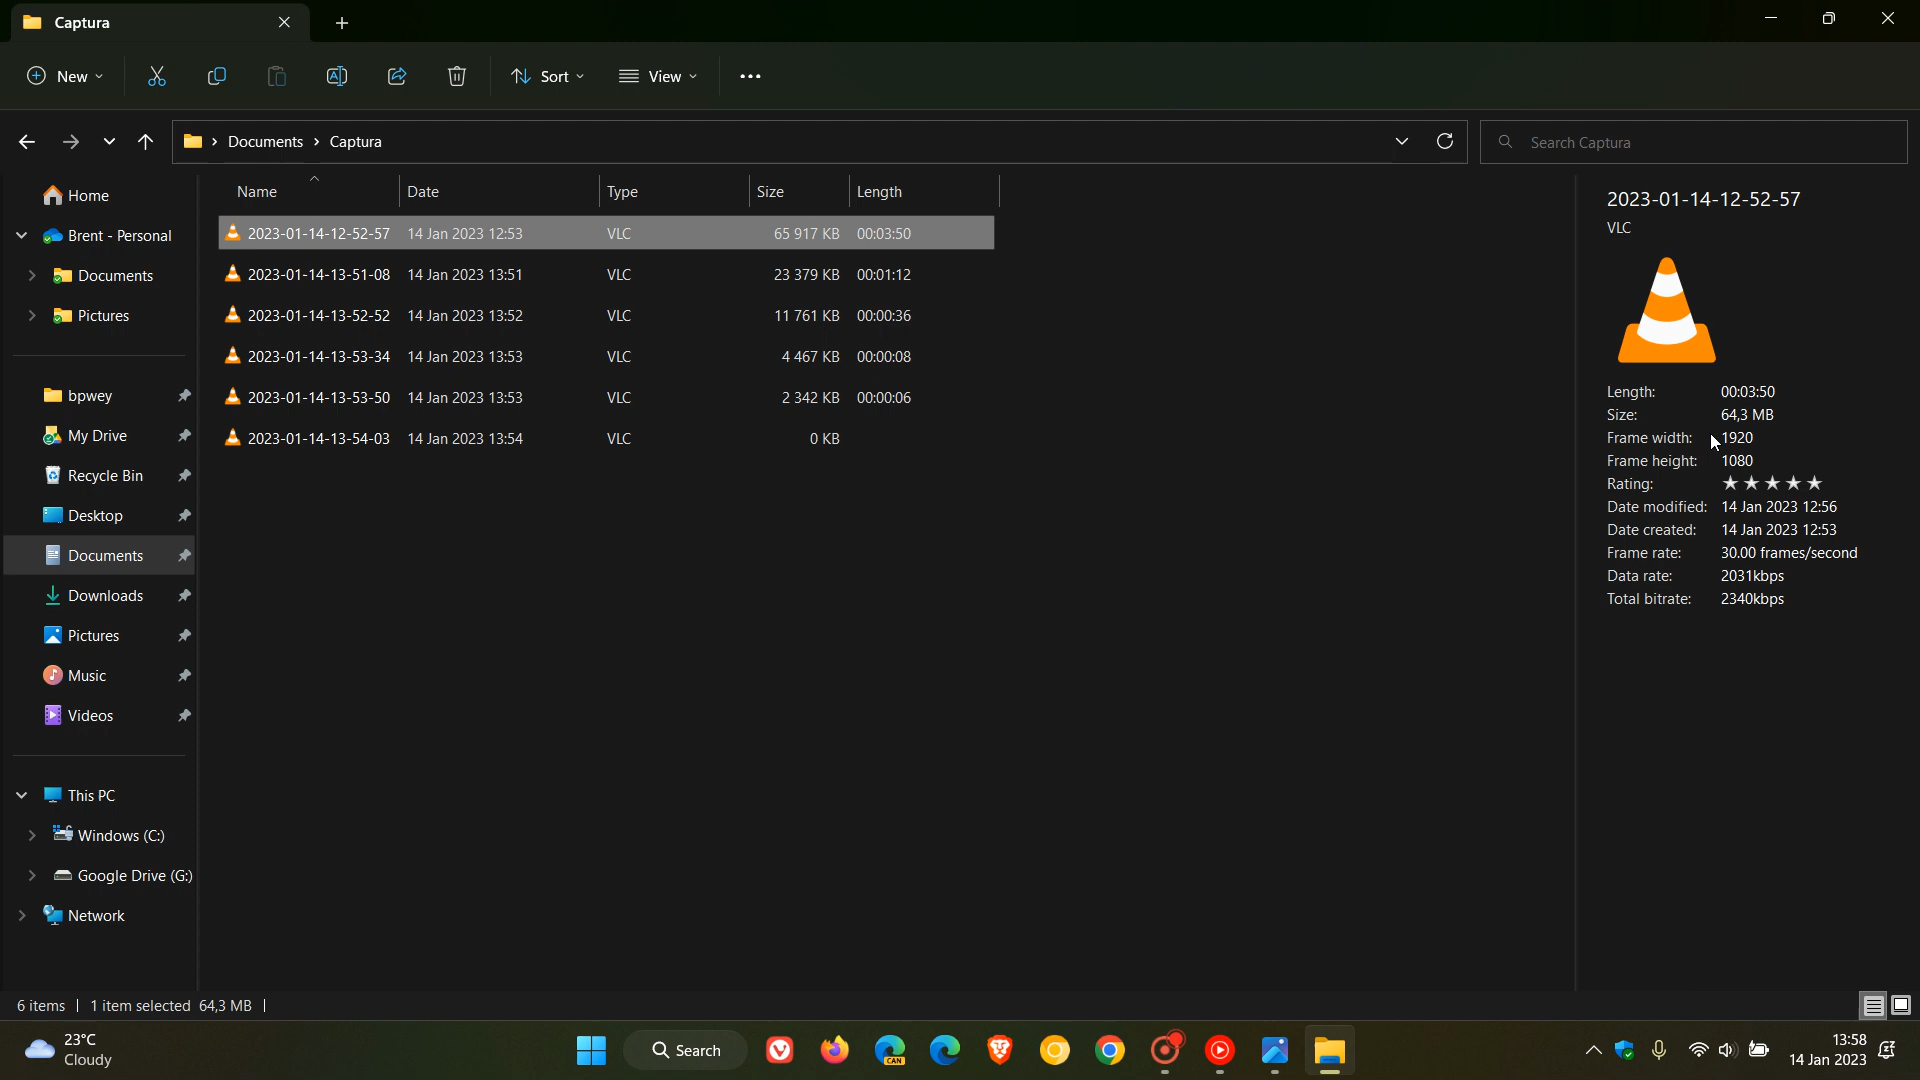 Captura
New
Sort
View
Documents > Captura
Search Captura
Home
Brent - Personal
Documents
Pictures
bpwey
My Drive
Recycle Bin
Desktop
Documents
Downloads
Pictures
Music
Videos
This PC
Windows (C:)
Google Drive (G:)
Network
Name Date Type Size Length
2023-01-14-12-52-57 14 Jan 2023 12:53 VLC 65 917 KB 00:03:50
2023-01-14-13-51-08 14 Jan 2023 13:51 VLC 23 379 KB 00:01:12
2023-01-14-13-52-52 14 Jan 2023 13:52 VLC 11 761 KB 00:00:36
2023-01-14-13-53-34 14 Jan 2023 13:53 VLC 4 467 KB 00:00:08
2023-01-14-13-53-50 14 Jan 2023 13:53 VLC 2 342 KB 00:00:06
2023-01-14-13-54-03 14 Jan 2023 13:54 VLC 0 KB
2023-01-14-12-52-57
VLC
Length: 00:03:50
Size: 64,3 MB
Frame width: 1920
Frame height: 1080
Rating:
Date modified: 14 Jan 2023 12:56
Date created: 14 Jan 2023 12:53
Frame rate: 30.00 frames/second
Data rate: 2031kbps
Total bitrate: 2340kbps
6 items | 1 item selected 64,3 MB |
23°C
Cloudy
Search
CAN
13:58
14 Jan 2023